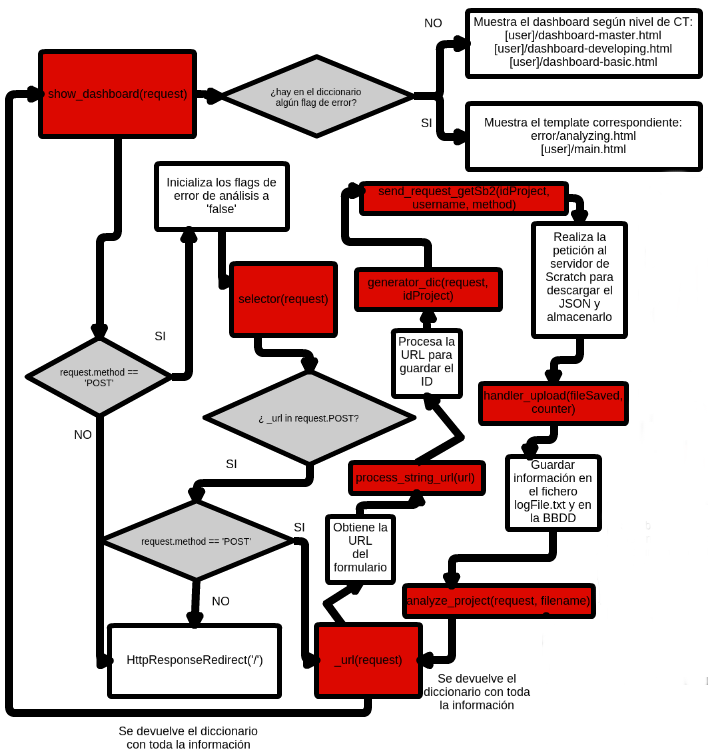 NO
Muestra el dashboard según nivel de CT:
[user]/dashboard-master.html
[user]/dashboard-developing.html
[user]/dashboard-basic.html
show_dashboard(request)
¿hay en el diccionario
algún flag de error?
SI
Muestra el template correspondiente:
error/analyzing.html
[user]/main.html
Inicializa los flags de
error de análisis a
'false'
send_request_getSb2(idProject,
username, method)
Realiza la
petición al
servidor de
Scratch para
descargar el
JSON y
almacenarlo
selector(request)
generator_dic(request,
idProject)
SI
request.method ==
'POST'
NO
Procesa la
URL para
guardar el
ID
handler_upload(fileSaved,
counter)
¿ _url in request.POST?
SI
process_string_url(url)
Guardar
información en
el fichero
logFile.txt y en
la BBDD
request.method == 'POST'
SI
NO
Obtiene la
URL
del
formulario
analyze_project(request, filename)
HttpResponseRedirect('/')
_url(request)
Se devuelve el
diccionario con toda
la información
Se devuelve el diccionario
con toda la información